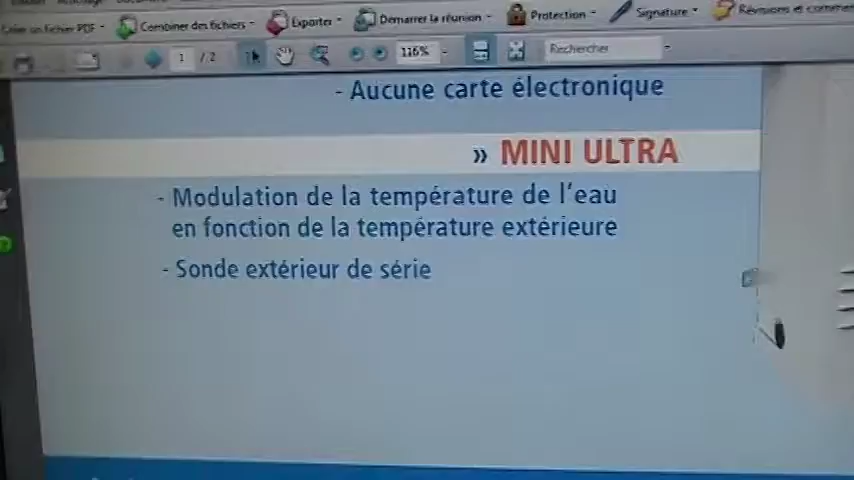 Combiner des fichiers Exporter Démarrer la réunion Protection Signature
1 / 2 116% Rechercher
- Aucune carte électronique
» MINI ULTRA
- Modulation de la température de l'eau
en fonction de la température extérieure
- Sonde extérieur de série